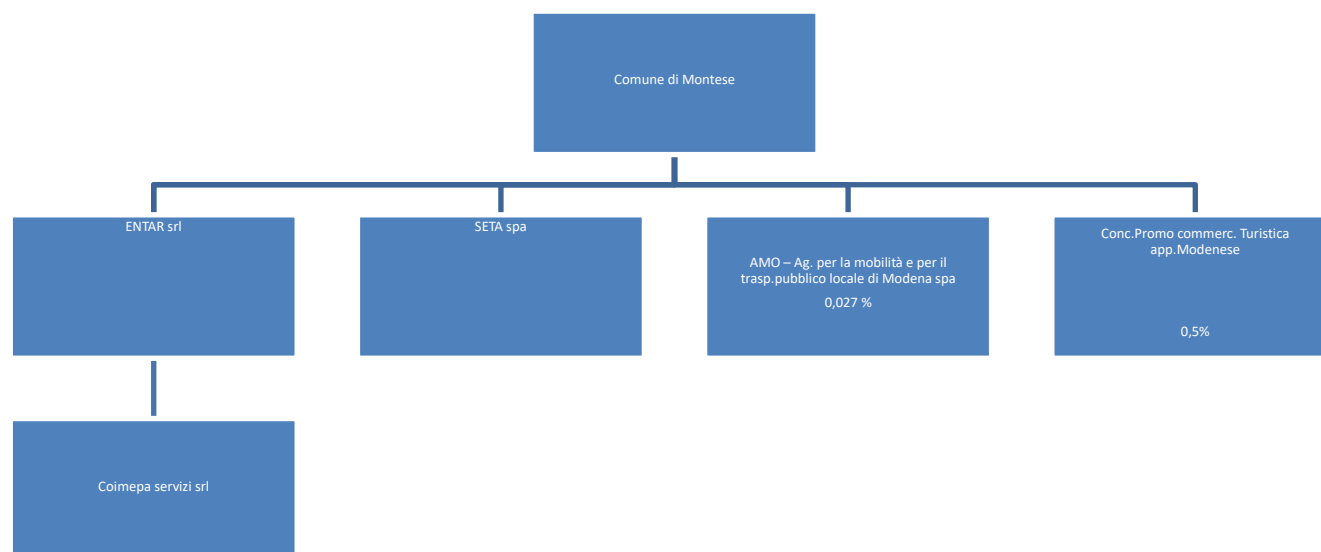 Comune di Montese
ENTAR srl
SETA spa
AMO – Ag. per la mobilità e per il
trasp.pubblico locale di Modena spa
0,027 %
Conc.Promo commerc. Turistica
app.Modenese
0,5%
Coimepa servizi srl